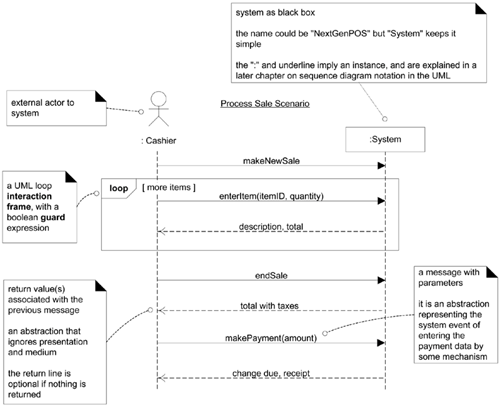 system as black box
the name could be "NextGenPOS" but "System" keeps it
simple
the ":" and underline imply an instance, and are explained in a
later chapter on sequence diagram notation in the UML
external actor to
system
Process Sale Scenario
: Cashier
:System
makeNewSale
a UML loop
interaction
frame, with a
boolean guard
expression
loop
[ more items ]
enterItem(itemID, quantity)
description, total
endSale
return value(s)
associated with the
previous message
an abstraction that
ignores presentation
and medium
the return line is
optional if nothing is
returned
total with taxes
makePayment(amount)
change due, receipt
a message with
parameters
it is an abstraction
representing the
system event of
entering the
payment data by
some mechanism